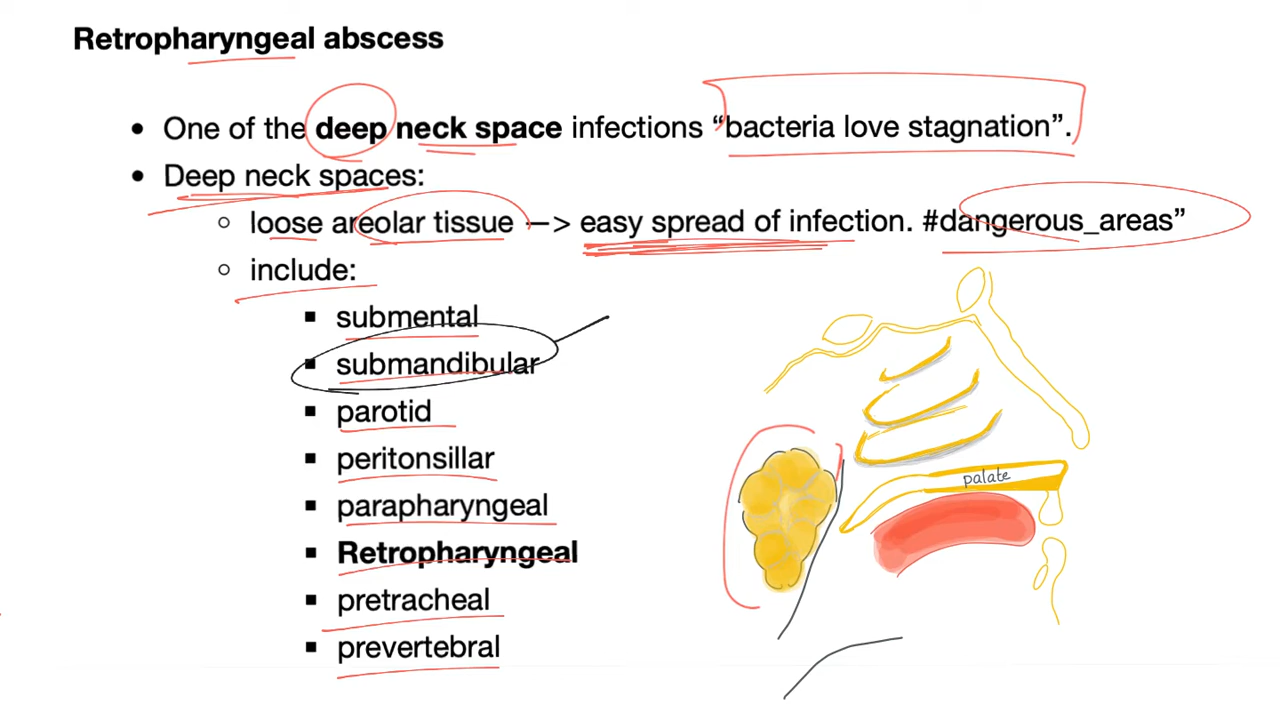 Retropharyngeal abscess
• One of the deep neck space infections “bacteria love stagnation”.
• Deep neck spaces:
○ loose areolar tissue —> easy spread of infection. #dangerous_areas”
○ include:
▪ submental
▪ submandibular
▪ parotid
▪ peritonsillar
▪ parapharyngeal
▪ Retropharyngeal
▪ pretracheal
▪ prevertebral
palate